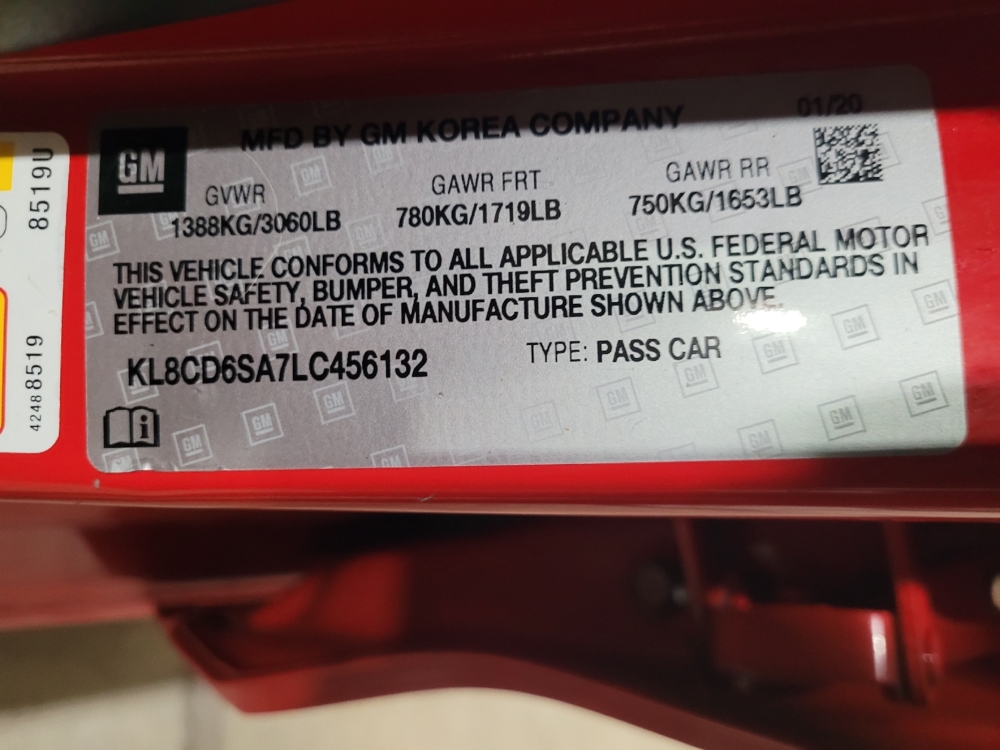 01/20
MFD BY GM KOREA COMPANY
GM
GVWR GAWR FRT GAWR RR
1388KG/3060LB 780KG/1719LB 750KG/1653LB
THIS VEHICLE CONFORMS TO ALL APPLICABLE U.S. FEDERAL MOTOR
VEHICLE SAFETY, BUMPER, AND THEFT PREVENTION STANDARDS IN
EFFECT ON THE DATE OF MANUFACTURE SHOWN ABOVE.
KL8CD6SA7LC456132 TYPE: PASS CAR
8519U
42488519